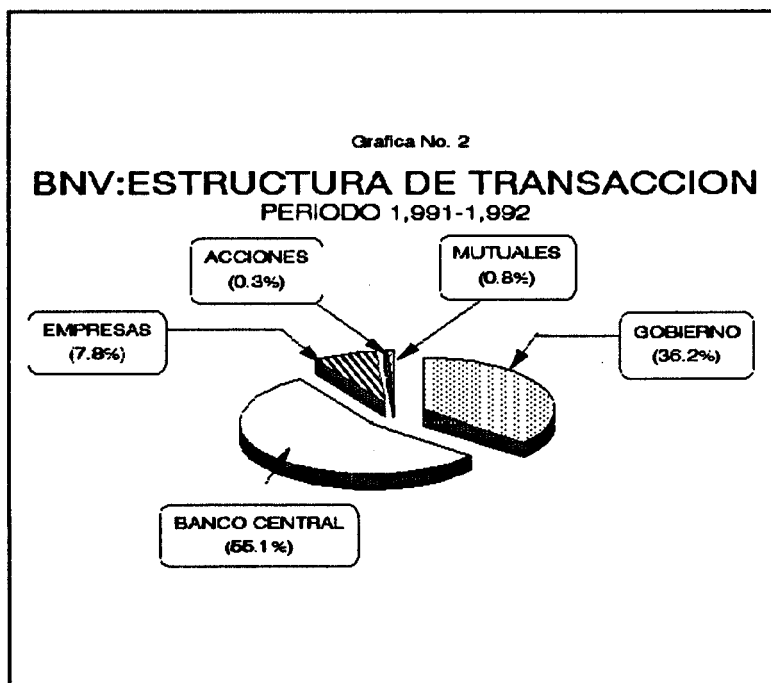 Grafica No. 2
BNV:ESTRUCTURA DE TRANSACCION
PERIODO 1,991-1,992
ACCIONES
(0.3%)
MUTUALES
(0.8%)
EMPRESAS
(7.8%)
GOBIERNO
(36.2%)
BANCO CENTRAL
(55.1%)